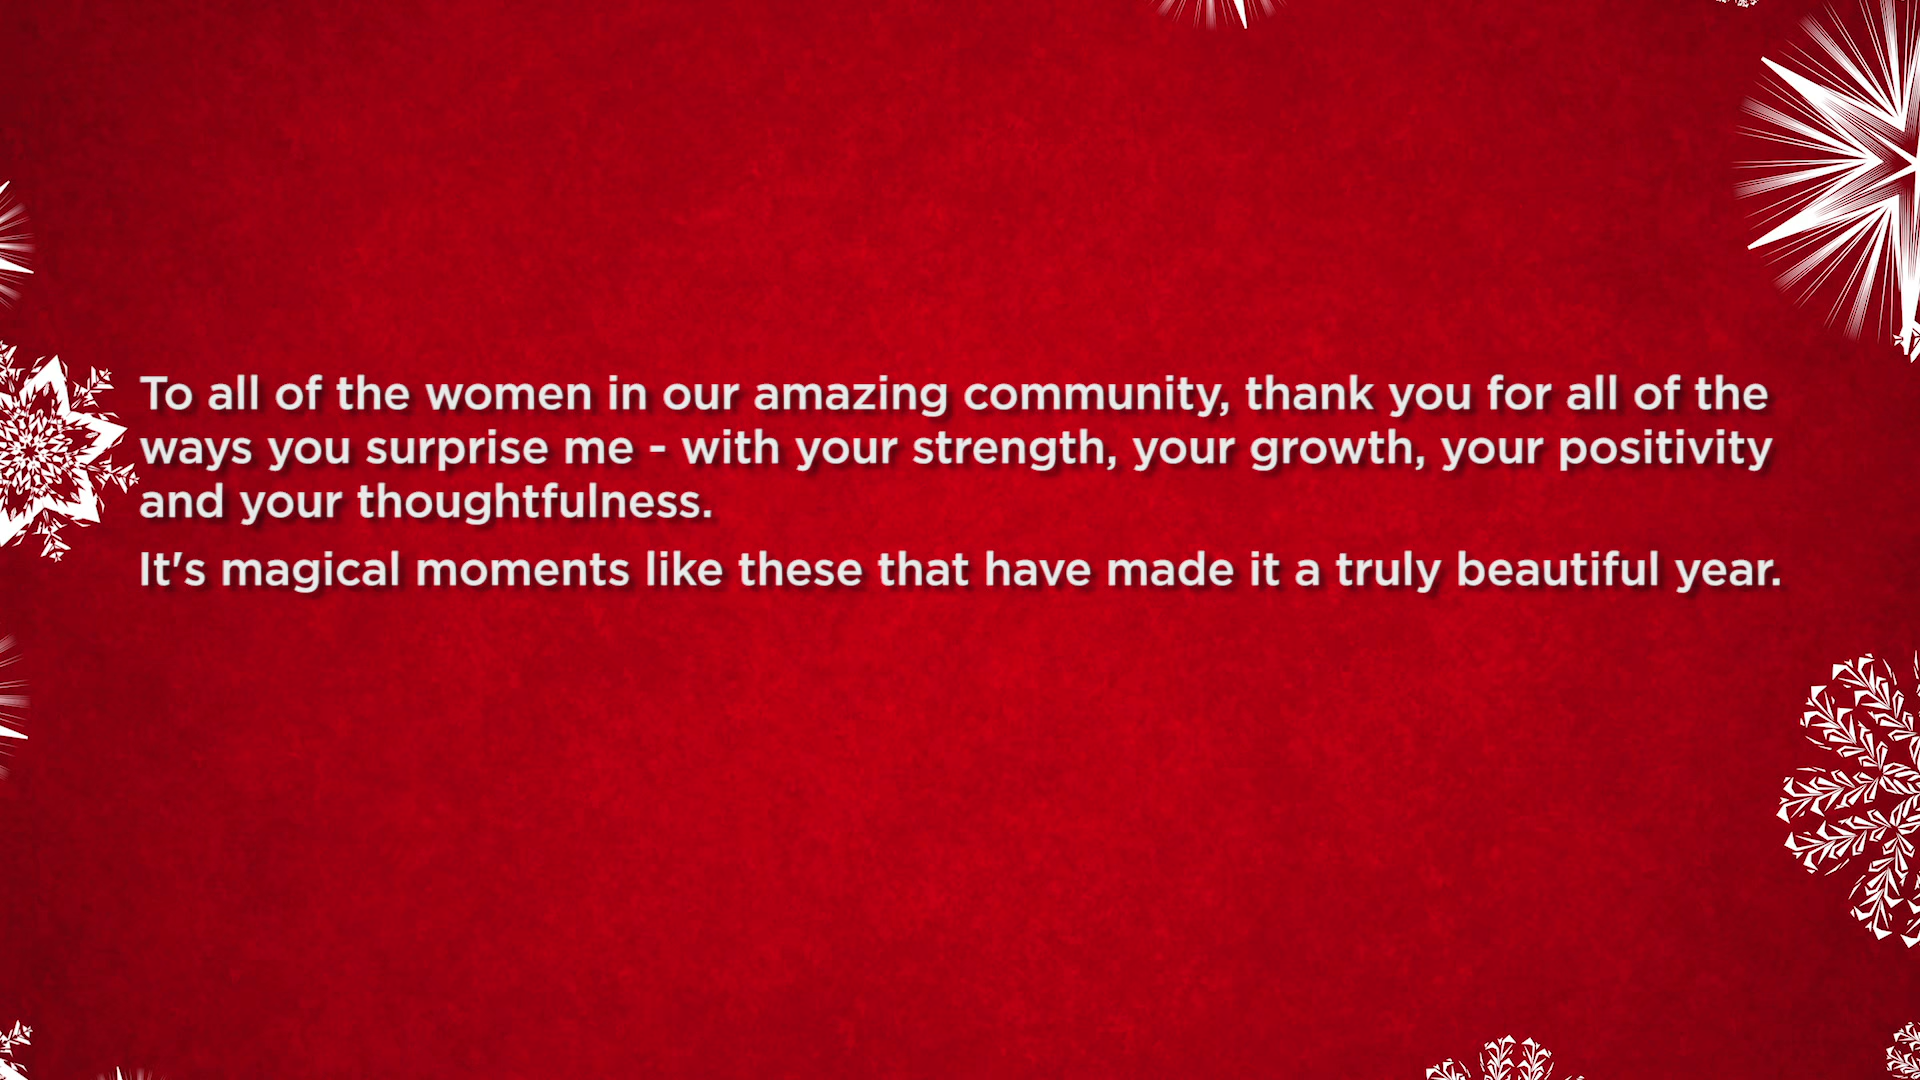 To all of the women in our amazing community, thank you for all of the
ways you surprise me - with your strength, your growth, your positivity
and your thoughtfulness.
It's magical moments like these that have made it a truly beautiful year.